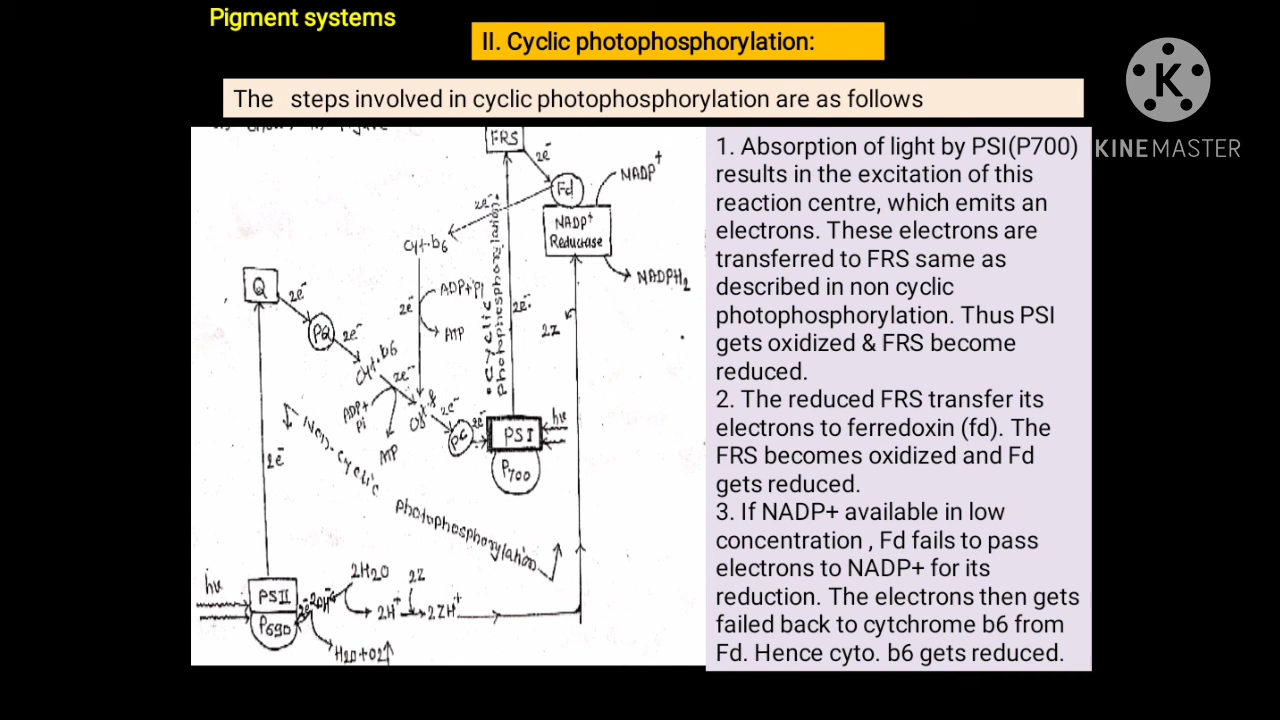 Pigment systems
II. Cyclic photophosphorylation:
The steps involved in cyclic photophosphorylation are as follows
K
KINEMASTER
FRS
2e-
Fd
NADP+
2e-
NADP+
Reductase
NADPH2
Cyt.b6
2e-
ADP+Pi
ATP
Cyclic
Photophosphorylation
2e-
2Z
Q
2e-
PQ
2e-
Cyt.b6
2e-
ADP+
Pi
ATP
2e-
PC
2e-
PSI
hν
P700
2e-
Non-cyclic
Photophosphorylation
hν
PSII
P690
2e-
2OH-
2H2O
2Z
2H+
2ZH+
H2O+O2↑
1. Absorption of light by PSI(P700)
results in the excitation of this
reaction centre, which emits an
electrons. These electrons are
transferred to FRS same as
described in non cyclic
photophosphorylation. Thus PSI
gets oxidized & FRS become
reduced.
2. The reduced FRS transfer its
electrons to ferredoxin (fd). The
FRS becomes oxidized and Fd
gets reduced.
3. If NADP+ available in low
concentration , Fd fails to pass
electrons to NADP+ for its
reduction. The electrons then gets
failed back to cytchrome b6 from
Fd. Hence cyto. b6 gets reduced.